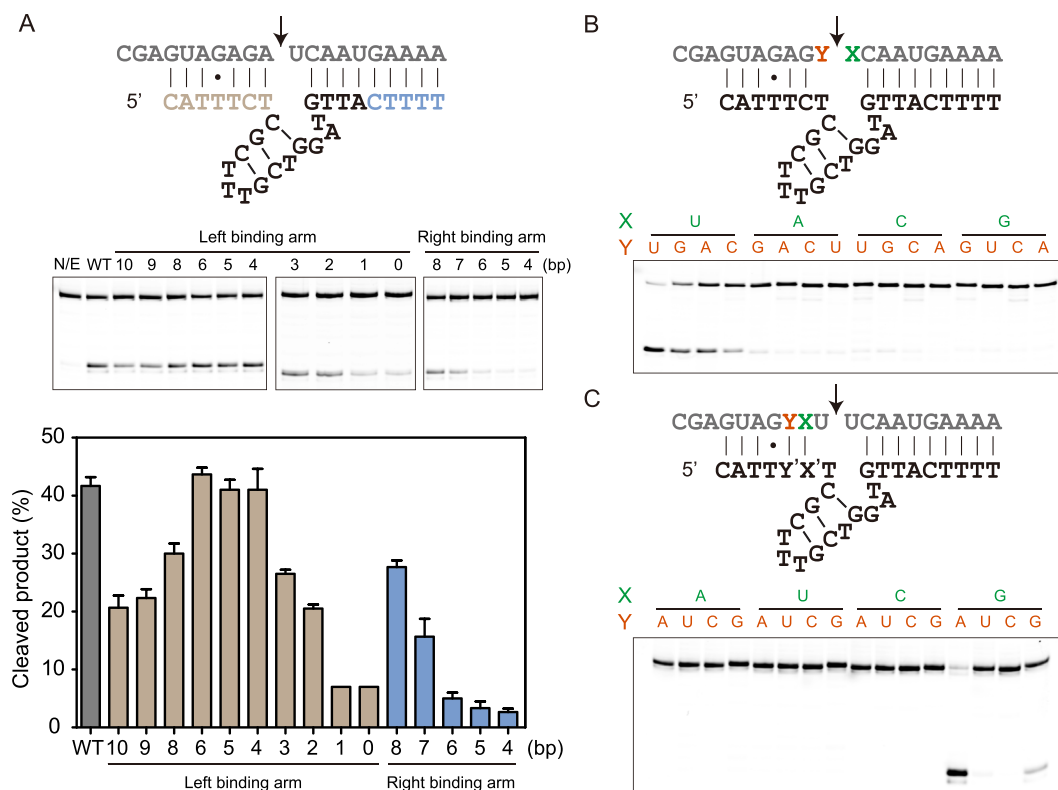 A
CGAGUAGAGA UCAAUGAAAA
5’ CATTTCT GTTACTTTT
C T
G G A
C G
T C T
T G
T T
Left binding arm Right binding arm
N/E WT 10 9 8 6 5 4 3 2 1 0 (bp) 8 7 6 5 4 (bp)
Cleaved product (%)
50
40
30
20
10
0
WT 10 9 8 6 5 4 3 2 1 0 8 7 6 5 4 (bp)
Left binding arm Right binding arm
B
CGAGUAGAGY XCAAUGAAAA
5’ CATTTCT GTTACTTTT
C T
G G A
C G
T C T
T G
T T
X U A C G
Y U G A C G A C U U G C A G U C A
C
CGAGUAGYXU UCAAUGAAAA
5’ CATTY’X’T GTTACTTTT
C T
G G A
C G
T C T
T G
T T
X A U C G
Y A U C G A U C G A U C G A U C G